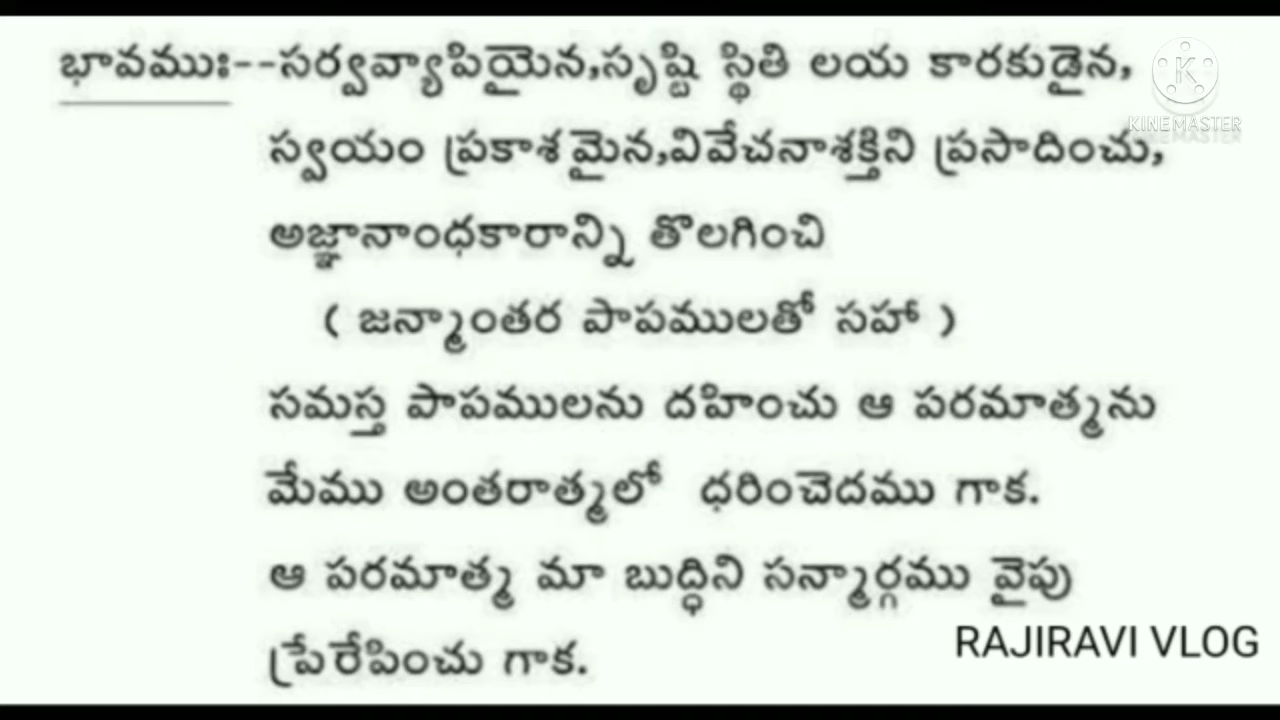 భావముః--సర్వవ్యాపియైన,సృష్టి స్థితి లయ కారకుడైన,
KINEMASTER
స్వయం ప్రకాశమైన,వివేచనాశక్తిని ప్రసాదించు,
అజ్ఞానాంధకారాన్ని తొలగించి
( జన్మాంతర పాపములతో సహా )
సమస్త పాపములను దహించు ఆ పరమాత్మను
మేము అంతరాత్మలో ధరించెదము గాక.
ఆ పరమాత్మ మా బుద్ధిని సన్మార్గము వైపు
ప్రేరేపించు గాక.
RAJIRAVI VLOG